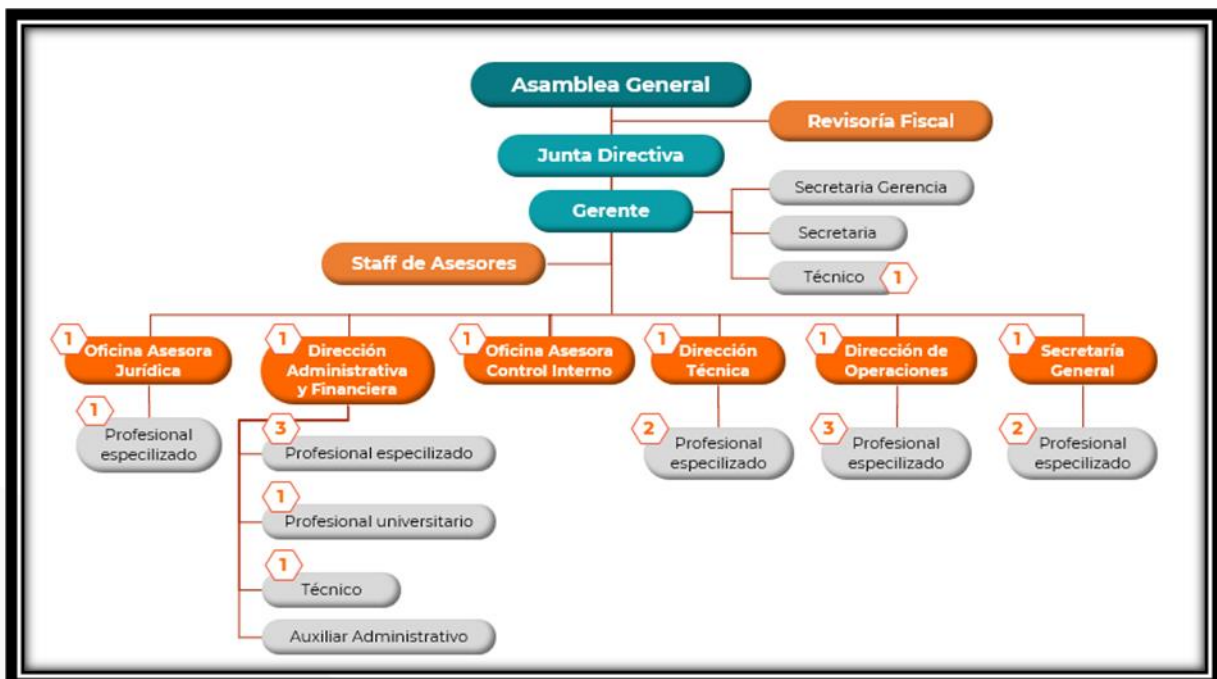 Asamblea General
Revisoría Fiscal
Junta Directiva
Gerente
Secretaria Gerencia
Secretaria
Técnico
1
Staff de Asesores
1
Oficina Asesora
Jurídica
1
Profesional
especilizado
1
Dirección
Administrativa
y Financiera
3
Profesional especilizado
1
Profesional universitario
1
Técnico
Auxiliar Administrativo
1
Oficina Asesora
Control Interno
1
Dirección
Técnica
2
Profesional
especilizado
1
Dirección de
Operaciones
3
Profesional
especilizado
1
Secretaría
General
2
Profesional
especilizado